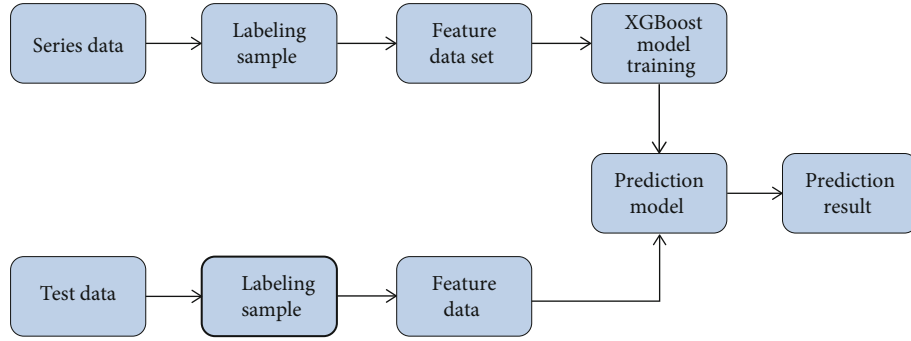 Series data
Labeling
sample
Feature
data set
XGBoost
model
training
Prediction
model
Prediction
result
Test data
Labeling
sample
Feature
data